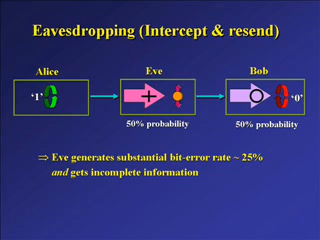 Eavesdropping (Intercept & resend)
Alice
Eve
Bob
'1'
'0'
50% probability
50% probability
⇒ Eve generates substantial bit-error rate ~ 25%
and gets incomplete information